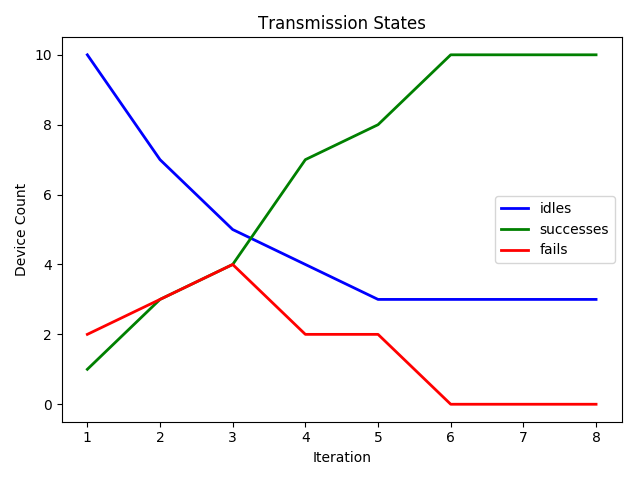 Transmission States
Device Count
10
8
6
4
2
0
idles
successes
fails
1 2 3 4 5 6 7 8
Iteration